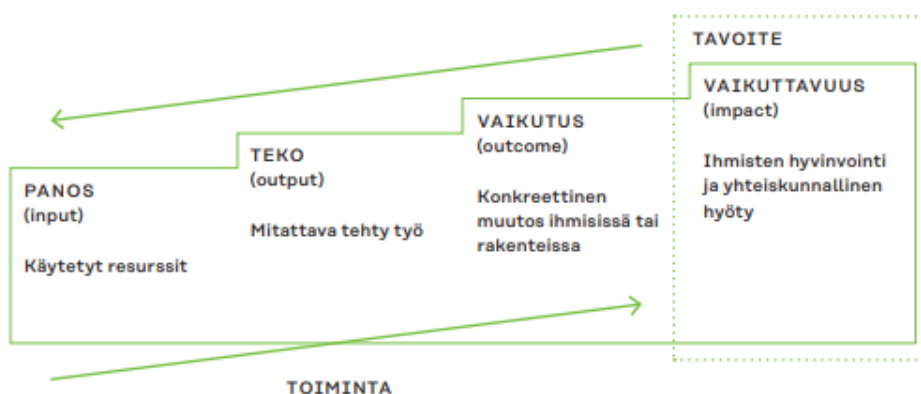 TAVOITE
VAIKUTTAVUUS
(impact)
Ihmisten hyvinvointi
ja yhteiskunnallinen
hyöty
VAIKUTUS
(outcome)
Konkreettinen
muutos ihmisissä tai
rakenteissa
TEKO
(output)
Mitattava tehty työ
PANOS
(input)
Käytetyt resurssit
TOIMINTA